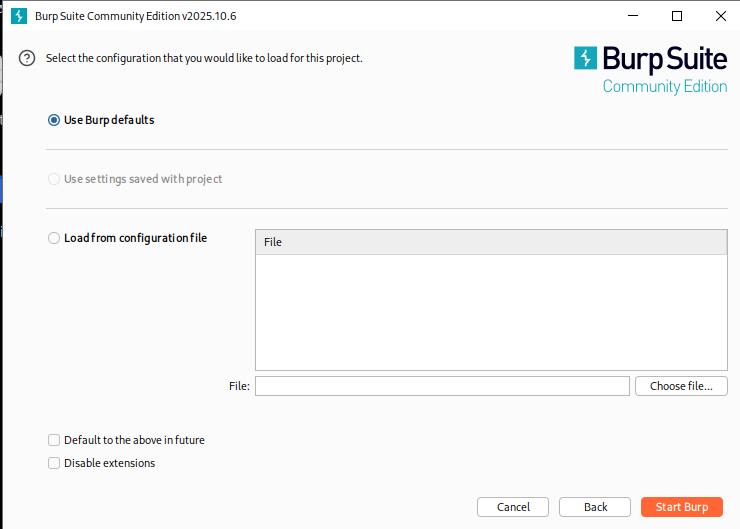 Burp Suite Community Edition v2025.10.6
Select the configuration that you would like to load for this project.
Burp Suite
Community Edition
Use Burp defaults
Use settings saved with project
Load from configuration file
File
File:
Choose file...
Default to the above in future
Disable extensions
Cancel
Back
Start Burp